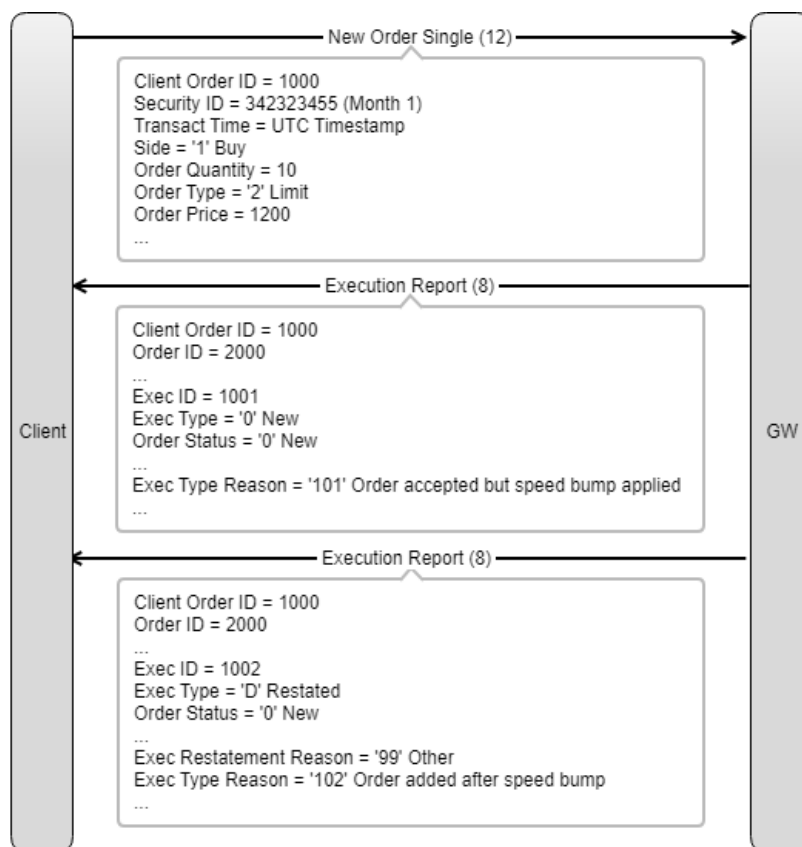 New Order Single (12)
Client Order ID = 1000
Security ID = 342323455 (Month 1)
Transact Time = UTC Timestamp
Side = '1' Buy
Order Quantity = 10
Order Type = '2' Limit
Order Price = 1200
...
Execution Report (8)
Client Order ID = 1000
Order ID = 2000
...
Exec ID = 1001
Exec Type = '0' New
Order Status = '0' New
...
Exec Type Reason = '101' Order accepted but speed bump applied
...
Client
GW
Execution Report (8)
Client Order ID = 1000
Order ID = 2000
...
Exec ID = 1002
Exec Type = 'D' Restated
Order Status = '0' New
...
Exec Restatement Reason = '99' Other
Exec Type Reason = '102' Order added after speed bump
...